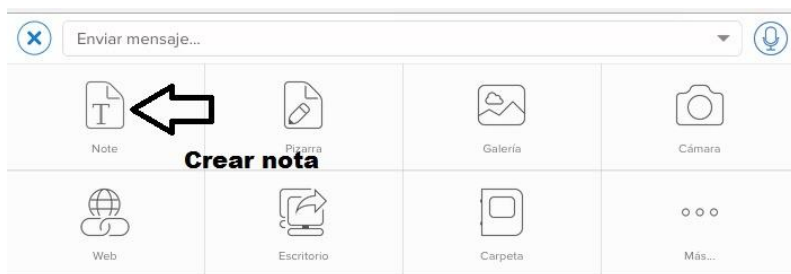 Enviar mensaje...
T
Note
Pizarra
Galería
Cámara
Crear nota
Web
Escritorio
Carpeta
Más...